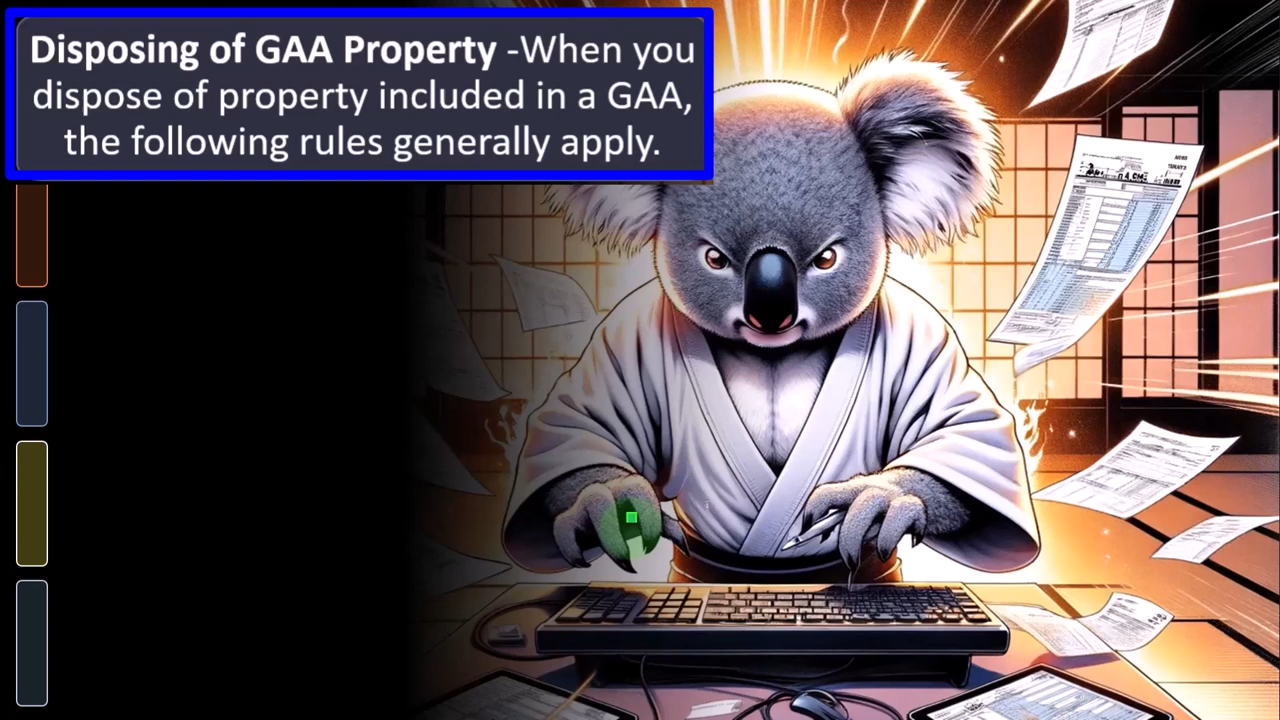 Disposing of GAA Property -When you
dispose of property included in a GAA,
the following rules generally apply.